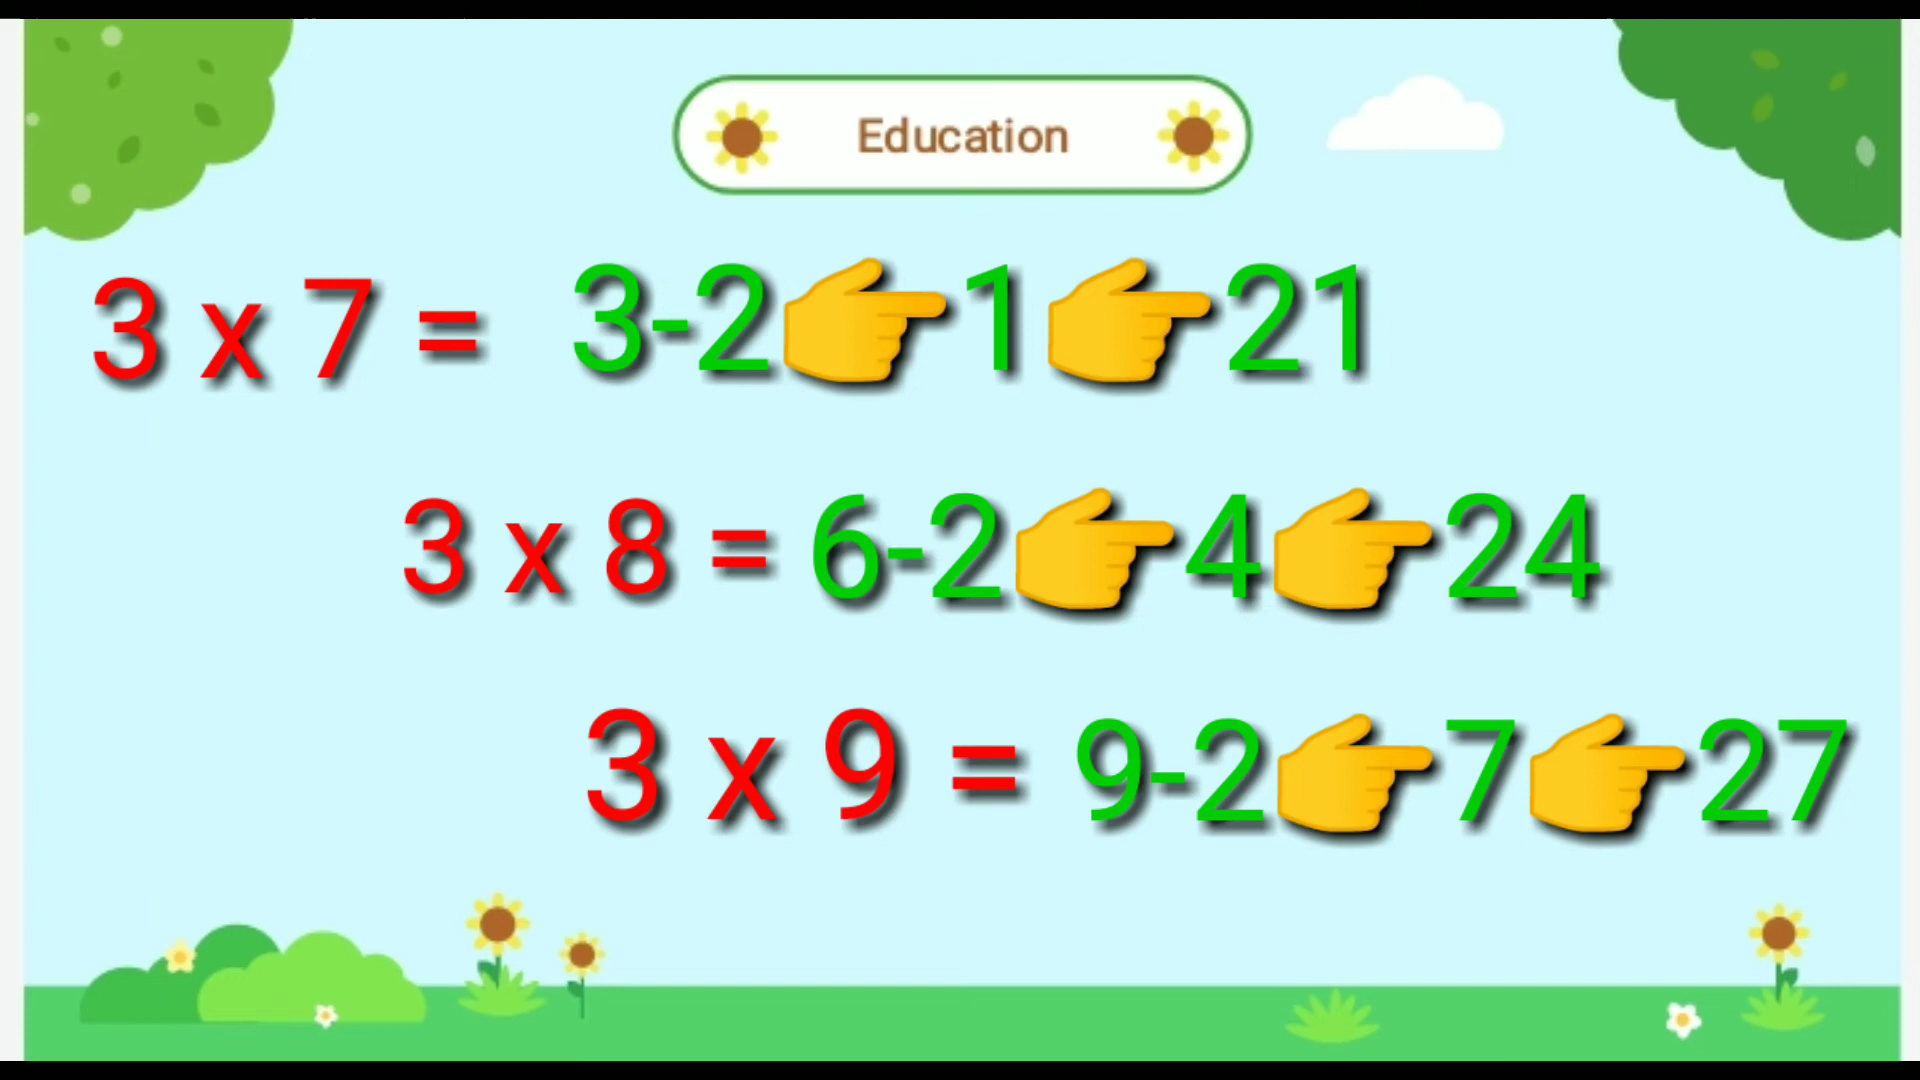 Education
3 x 7 = 3-2👉1👉21
3 x 8 = 6-2👉4👉24
3 x 9 = 9-2👉7👉27